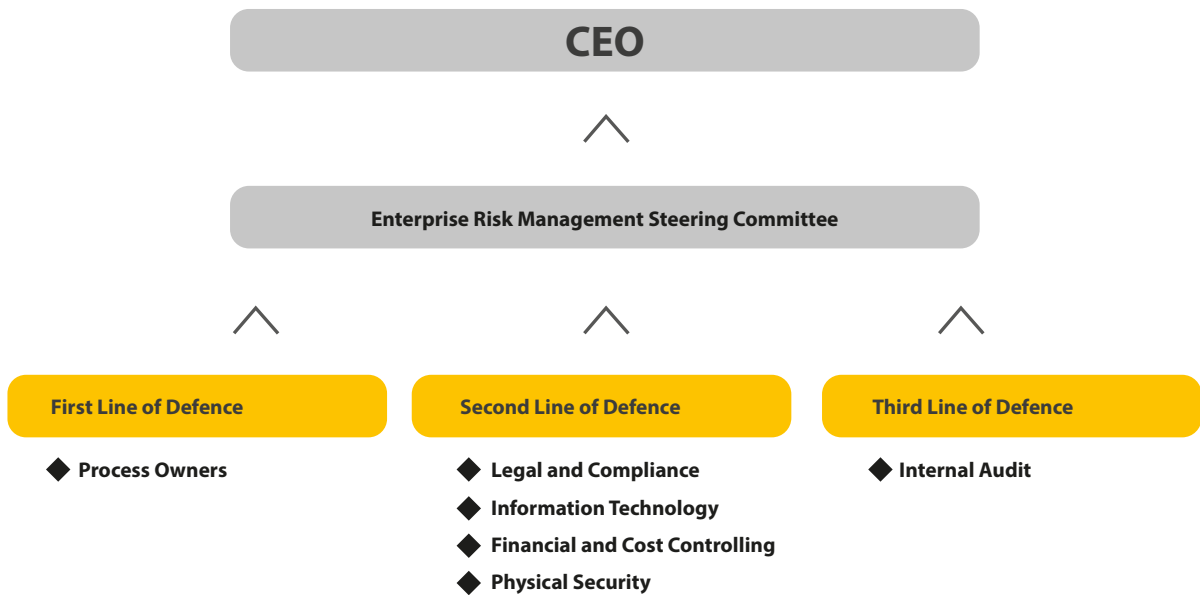 CEO
Enterprise Risk Management Steering Committee
First Line of Defence
Process Owners
Second Line of Defence
Legal and Compliance
Information Technology
Financial and Cost Controlling
Physical Security
Third Line of Defence
Internal Audit